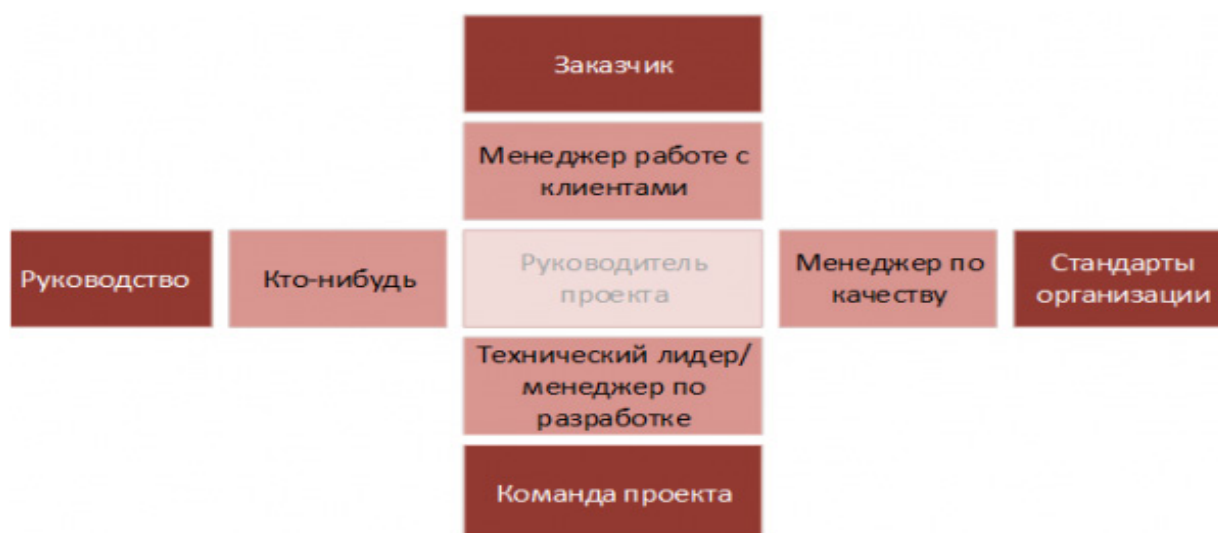 Заказчик
Менеджер работе с
клиентами
Руководство
Кто-нибудь
Руководитель
проекта
Менеджер по
качеству
Стандарты
организации
Технический лидер/
менеджер по
разработке
Команда проекта